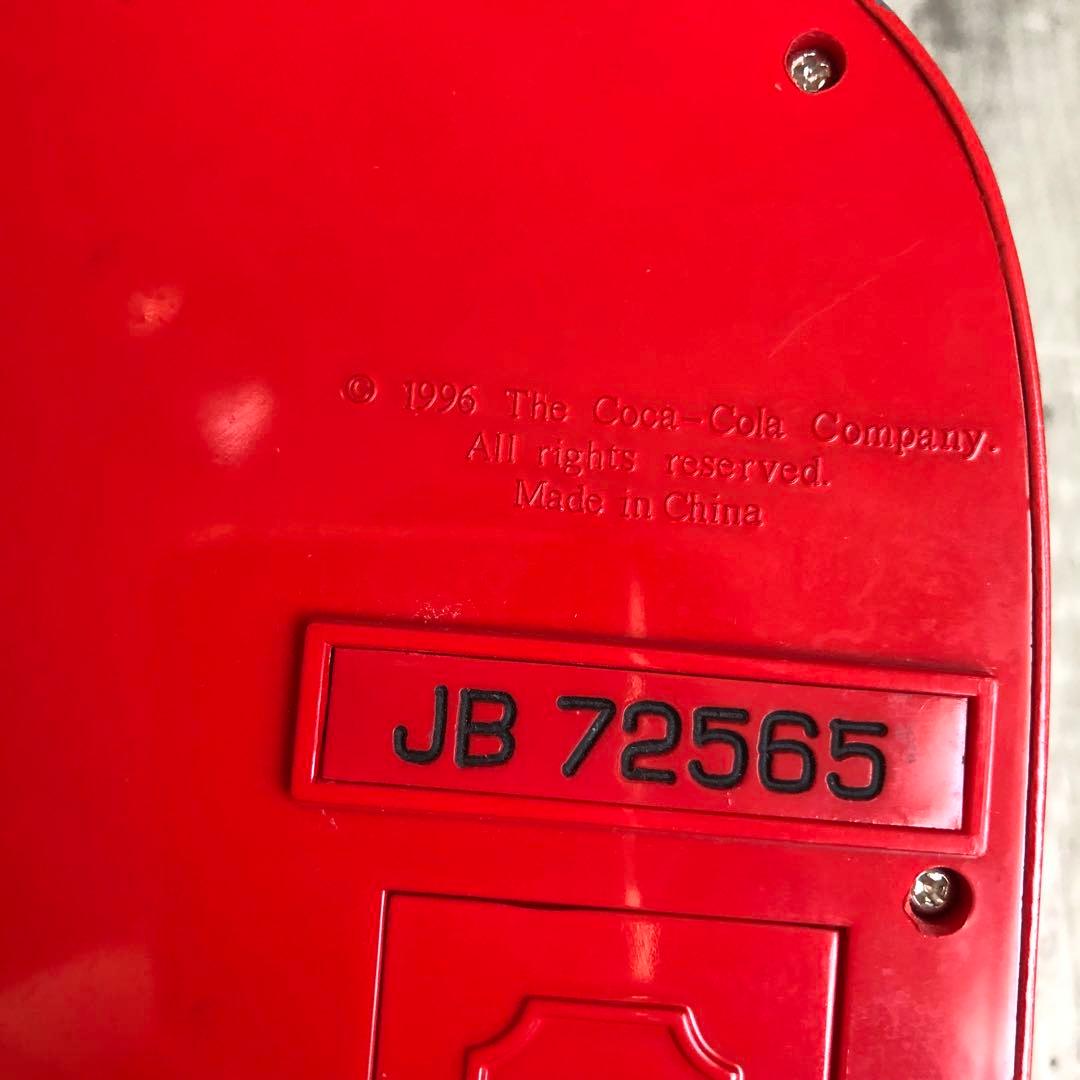 © 1996 The Coca-Cola Company.
All rights reserved.
Made in China
JB 72565